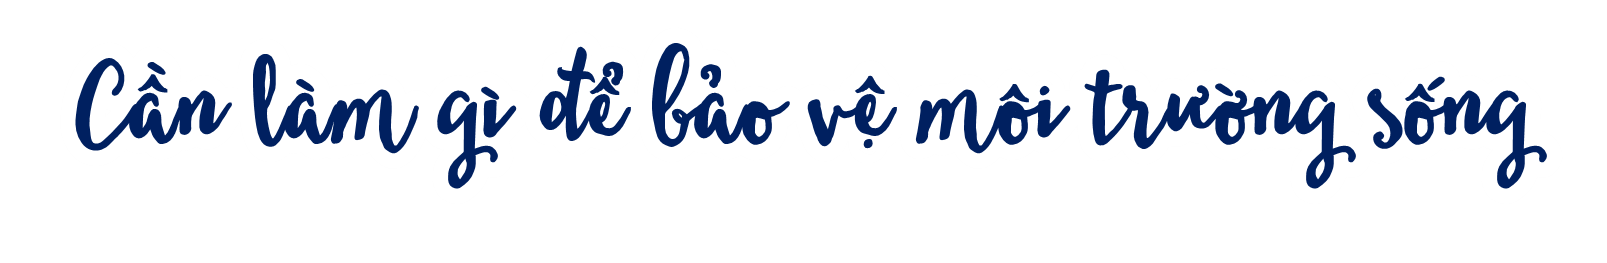 Cần làm gì để bảo vệ môi trường sống